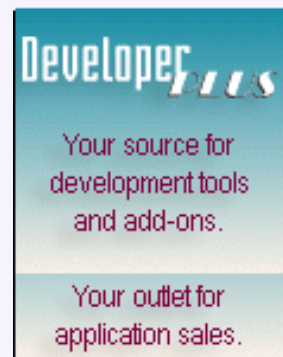 Developer
PLUS
Your source for
development tools
and add-ons.
Your outlet for
application sales.